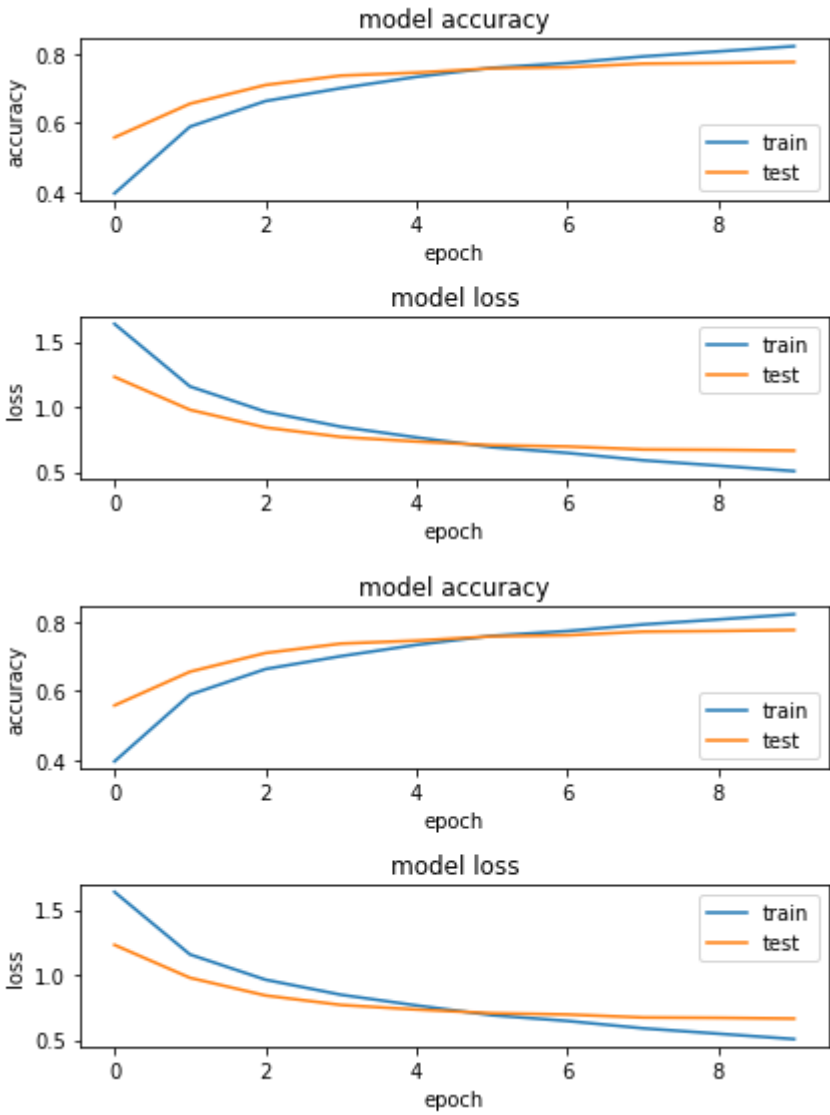 model accuracy
0.8
0.6
0.4
accuracy
train
test
0 2 4 6 8
epoch
model loss
1.5
1.0
0.5
loss
train
test
0 2 4 6 8
epoch
model accuracy
0.8
0.6
0.4
accuracy
train
test
0 2 4 6 8
epoch
model loss
1.5
1.0
0.5
loss
train
test
0 2 4 6 8
epoch